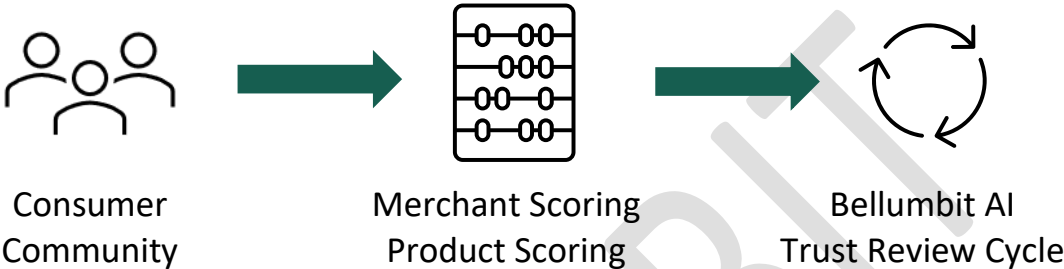 Consumer
Community
Merchant Scoring
Product Scoring
Bellumbit AI
Trust Review Cycle